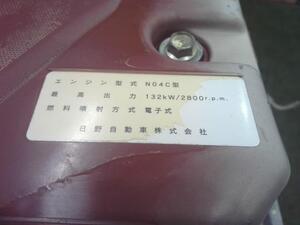 エンジン型式 N04C型
最高出力 132kW/2800r.p.m.
燃料噴射方式 電子式
日野自動車株式会社